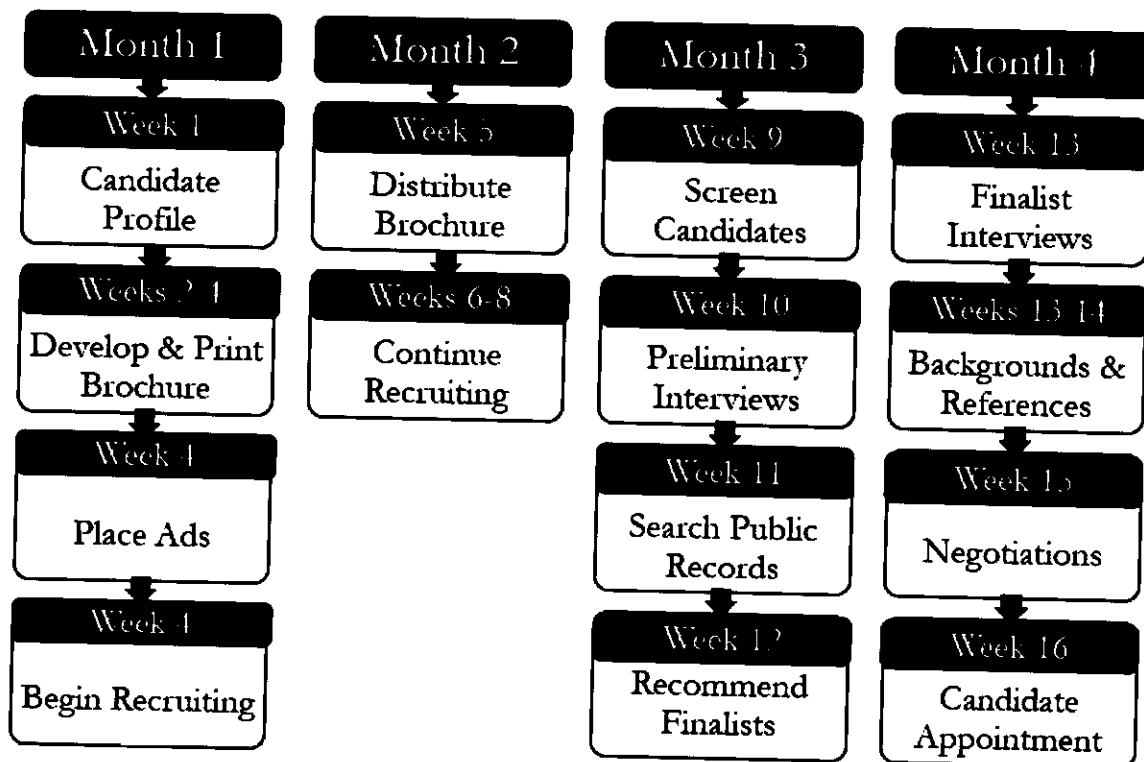 Month 1
Week 1
Candidate
Profile
Weeks 2-4
Develop & Print
Brochure
Week 4
Place Ads
Week 4
Begin Recruiting
Month 2
Week 5
Distribute
Brochure
Weeks 6-8
Continue
Recruiting
Month 3
Week 9
Screen
Candidates
Week 10
Preliminary
Interviews
Week 11
Search Public
Records
Week 12
Recommend
Finalists
Month 4
Week 13
Finalist
Interviews
Weeks 13-14
Backgrounds &
References
Week 15
Negotiations
Week 16
Candidate
Appointment